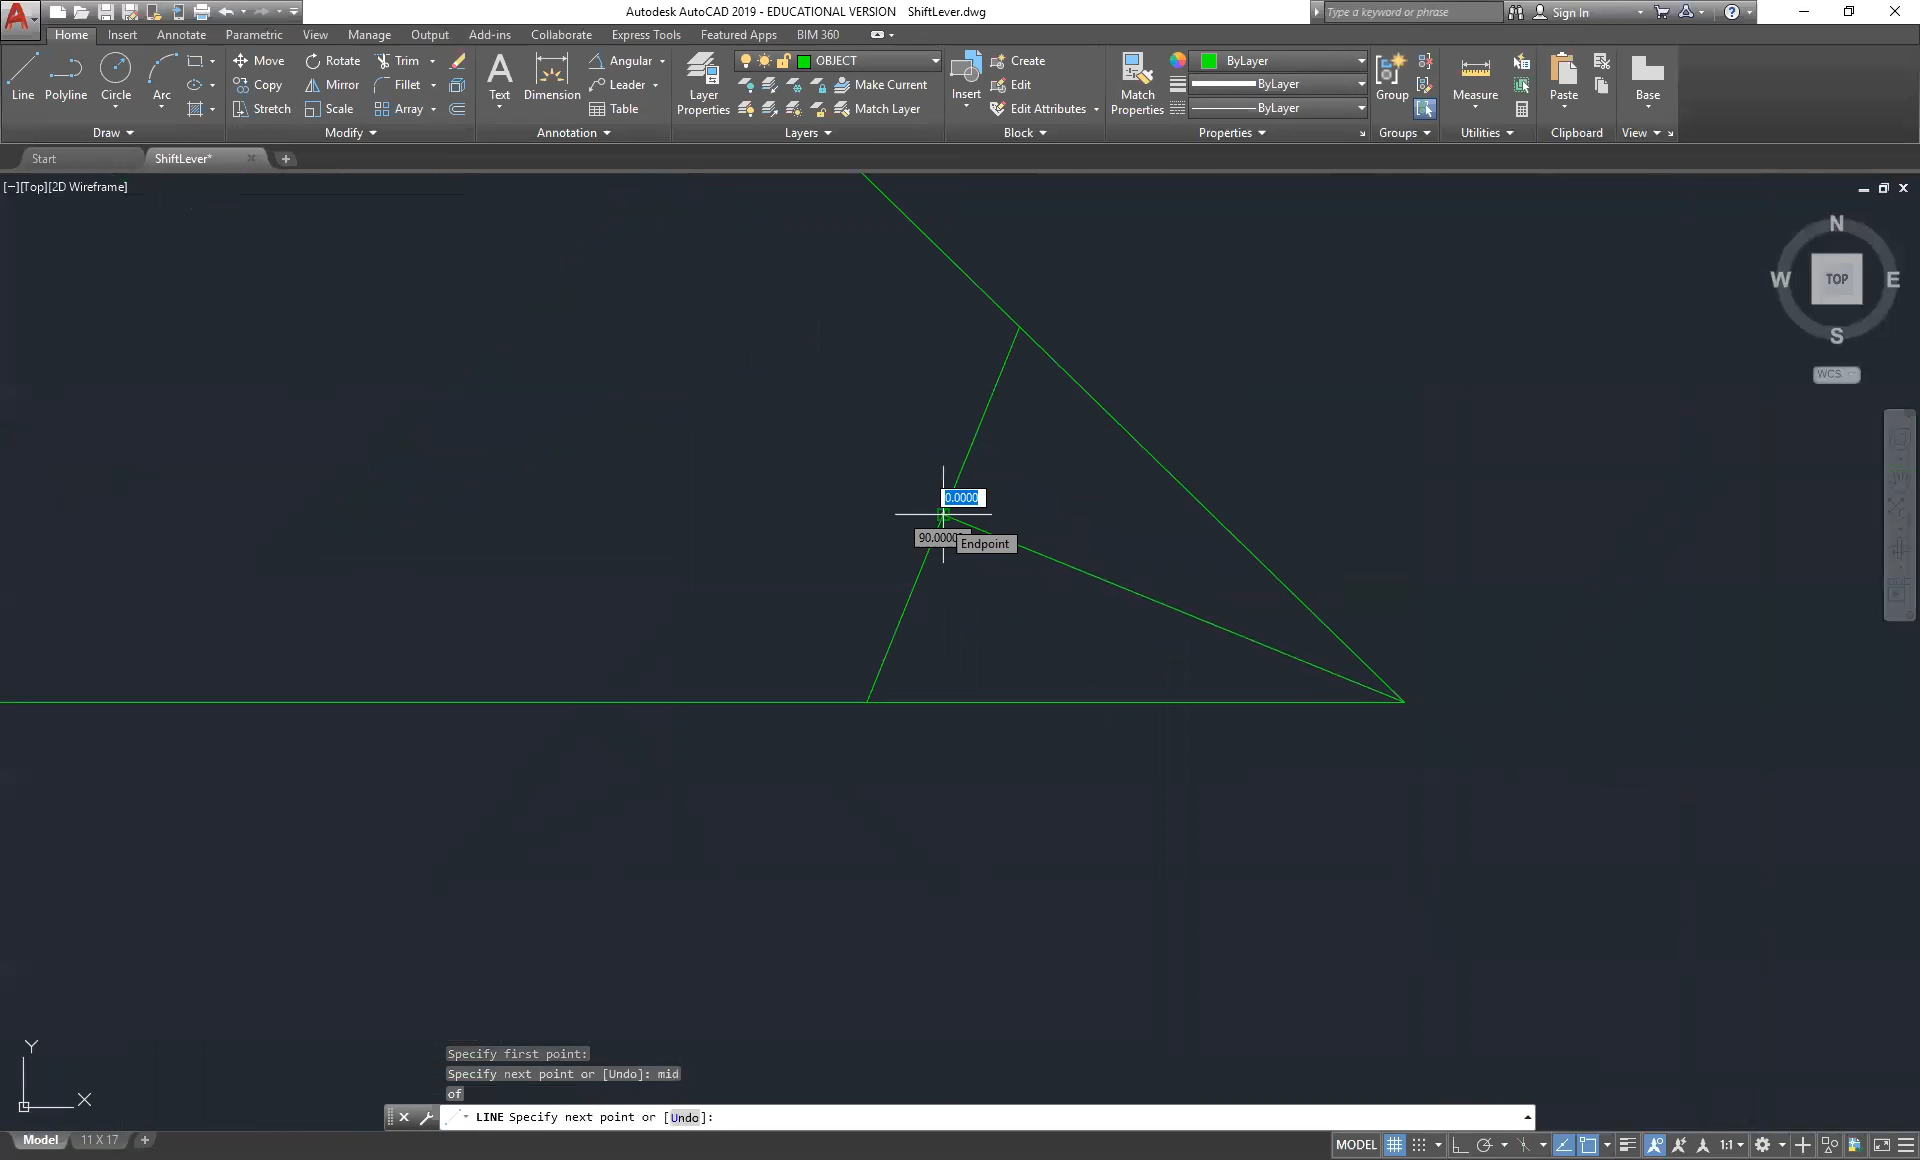 Autodesk AutoCAD 2019 - EDUCATIONAL VERSION ShiftLever.dwg
Type a keyword or phrase
Sign In
Home Insert Annotate Parametric View Manage Output Add-ins Collaborate Express Tools Featured Apps BIM 360
Line
Polyline
Circle
Arc
Draw
Move Rotate Trim
Copy Mirror Fillet
Stretch Scale Array
Modify
Text
Dimension
Angular
Leader
Table
Annotation
Layer
Properties
OBJECT
Make Current
Match Layer
Layers
Insert
Create
Edit
Edit Attributes
Block
Match
Properties
ByLayer
ByLayer
ByLayer
Properties
Group
Groups
Measure
Utilities
Paste
Clipboard
Base
View
Start
ShiftLever*
[−][Top][2D Wireframe]
N
W TOP E
S
WCS
0.0000
90.0000
Endpoint
Y
X
Specify first point:
Specify next point or [Undo]: mid
of
LINE Specify next point or [Undo]:
Model 11 X 17
MODEL
1:1